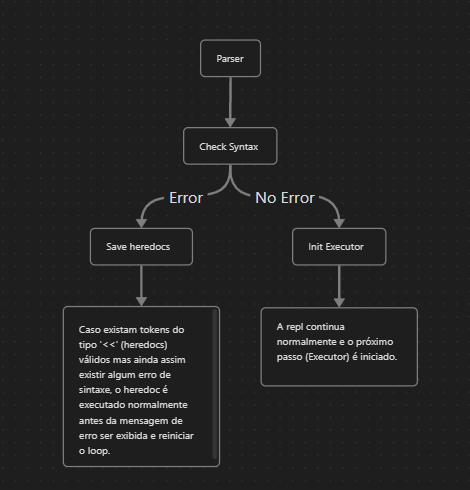 Parser
Check Syntax
Error
No Error
Save heredocs
Init Executor
Caso existam tokens do
tipo '<<' (heredocs)
válidos mas ainda assim
existir algum erro de
sintaxe, o heredoc é
executado normalmente
antes da mensagem de
erro ser exibida e reiniciar
o loop.
A repl continua
normalmente e o próximo
passo (Executor) é iniciado.